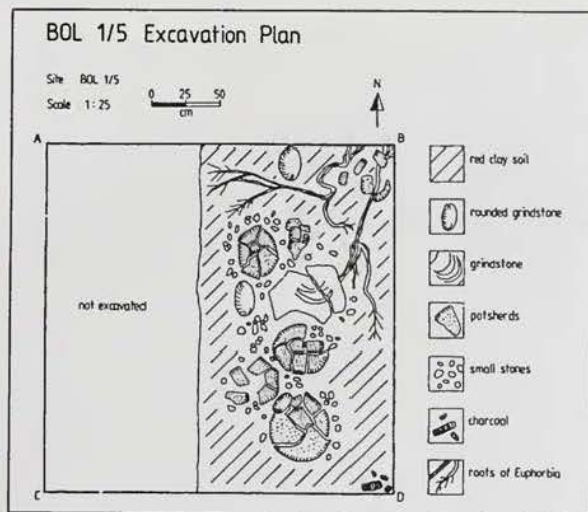 BOL 1/5 Excavation Plan
Site BOL 1/5
Scale 1:25
0 25 50
cm
N
A
B
not excavated
C
D
red clay soil
rounded grindstone
grindstone
potsherds
small stones
charcoal
roots of Euphorbia